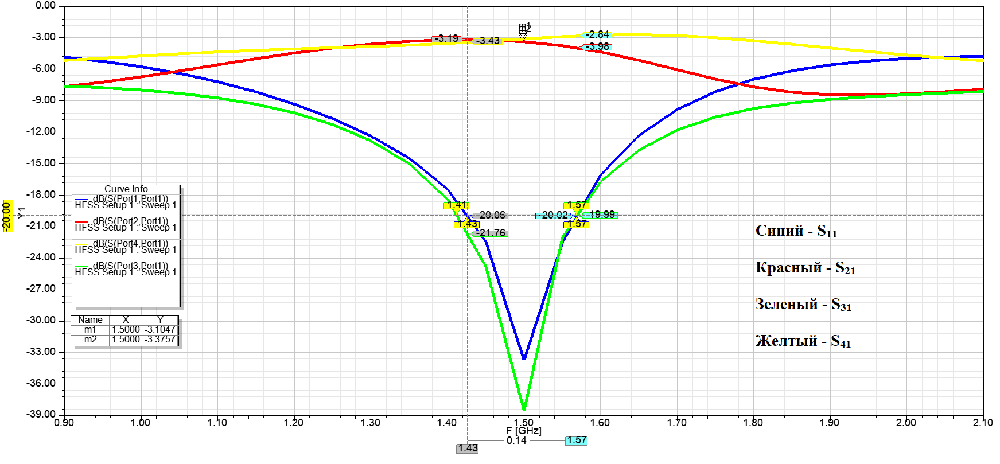 0.00
-3.00
-6.00
-9.00
-12.00
-15.00
-18.00
-21.00
-24.00
-27.00
-30.00
-33.00
-36.00
-39.00
Y1
-20.00
m1
m2
-3.19
-3.43
-2.84
-3.98
1.41
1.57
-20.06
-20.02
-19.99
1.43
1.57
-21.76
Curve Info
dB(S(Port1,Port1))
HFSS Setup 1 : Sweep 1
dB(S(Port2,Port1))
HFSS Setup 1 : Sweep 1
dB(S(Port4,Port1))
HFSS Setup 1 : Sweep 1
dB(S(Port3,Port1))
HFSS Setup 1 : Sweep 1
Name X Y
m1 1.5000 -3.1047
m2 1.5000 -3.3757
Синий - S11
Красный - S21
Зеленый - S31
Желтый - S41
0.90 1.00 1.10 1.20 1.30 1.40 1.50 1.60 1.70 1.80 1.90 2.00 2.10
F [GHz]
0.14
1.43
1.57